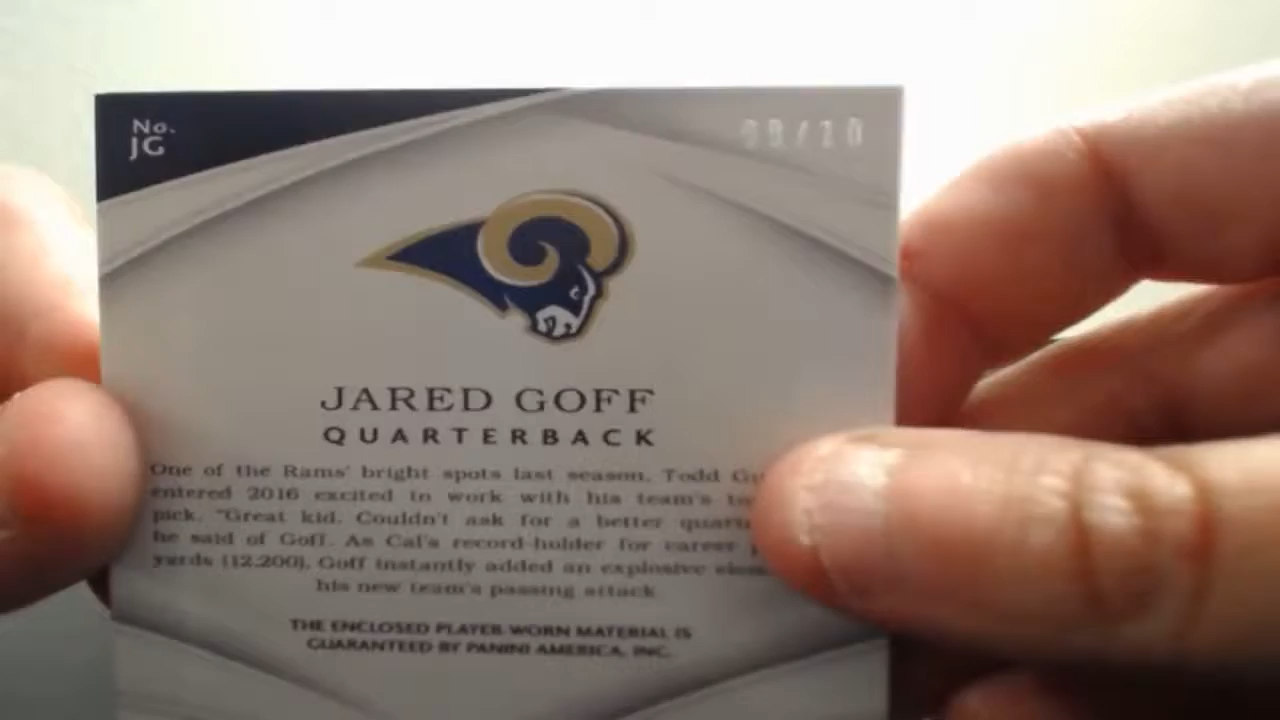 No.
JG
09/10
JARED GOFF
QUARTERBACK
One of the Rams' bright spots last season, Todd
entered 2016 excited to work with his team's
pick. "Great kid. Couldn't ask for a better
he said of Goff. As Cal's record-holder for career
yards (12,200), Goff instantly added an explosive
his new team's passing attack.
THE ENCLOSED PLAYER-WORN MATERIAL IS
GUARANTEED BY PANINI AMERICA, INC.